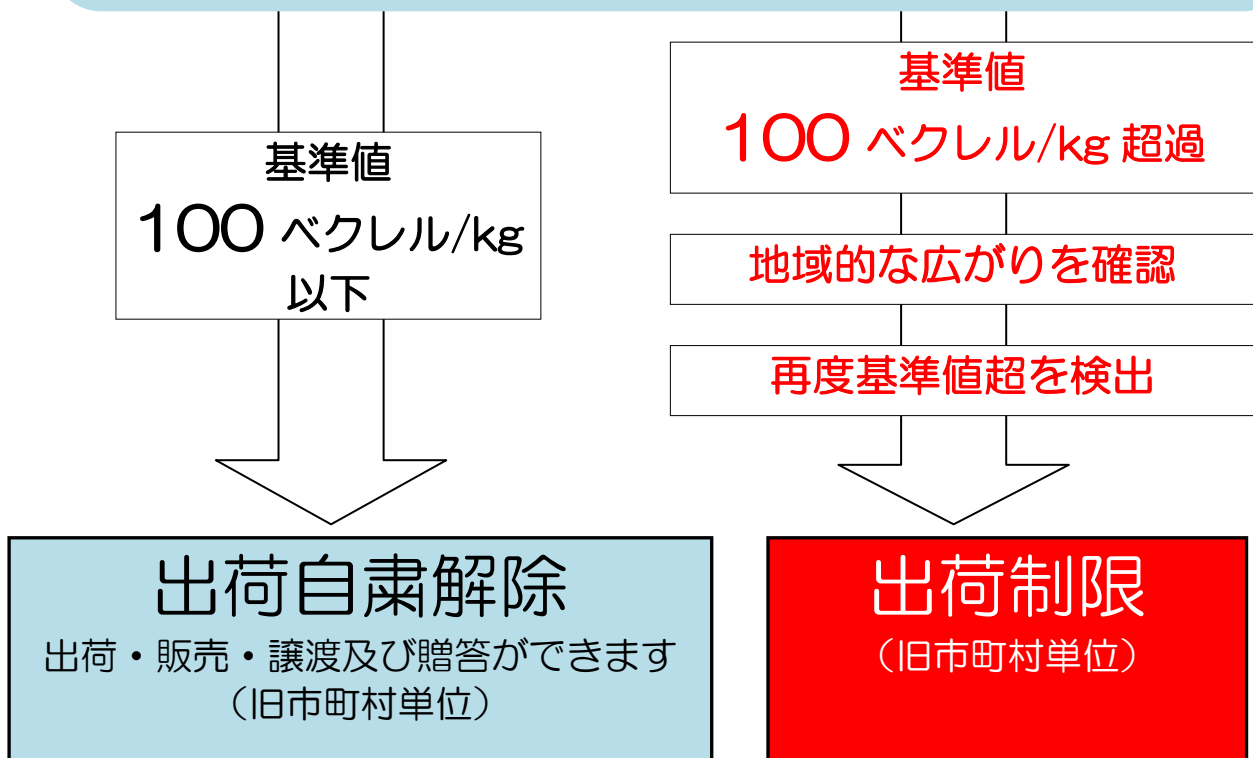 基準値
100 ベクレル/kg
以下
基準値
100 ベクレル/kg 超過
地域的な広がりを確認
再度基準値超を検出
出荷自粛解除
出荷・販売・譲渡及び贈答ができます
（旧市町村単位）
出荷制限
（旧市町村単位）